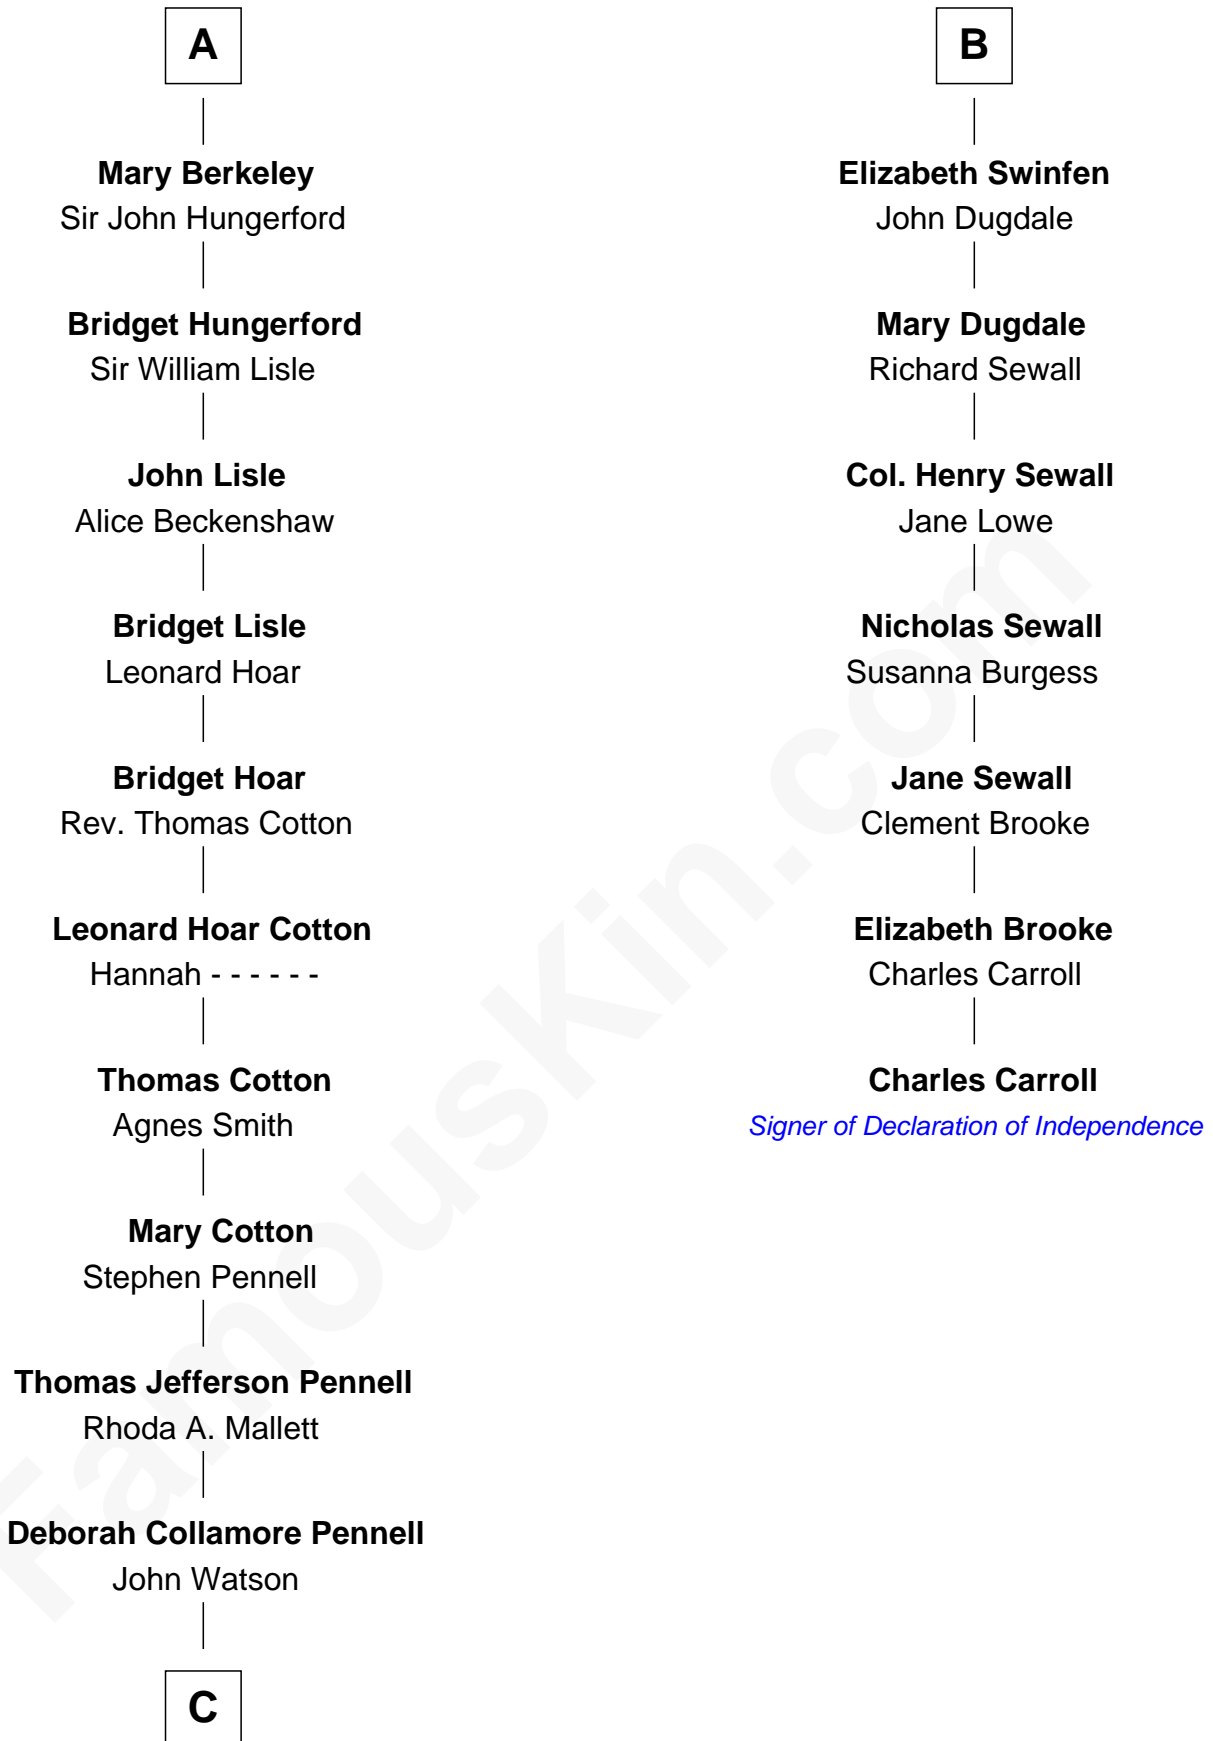 A
Mary Berkeley
Sir John Hungerford
Bridget Hungerford
Sir William Lisle
John Lisle
Alice Beckenshaw
Bridget Lisle
Leonard Hoar
Bridget Hoar
Rev. Thomas Cotton
Leonard Hoar Cotton
Hannah - - - - - -
Thomas Cotton
Agnes Smith
Mary Cotton
Stephen Pennell
Thomas Jefferson Pennell
Rhoda A. Mallett
Deborah Collamore Pennell
John Watson
C
B
Elizabeth Swinfen
John Dugdale
Mary Dugdale
Richard Sewall
Col. Henry Sewall
Jane Lowe
Nicholas Sewall
Susanna Burgess
Jane Sewall
Clement Brooke
Elizabeth Brooke
Charles Carroll
Charles Carroll
Signer of Declaration of Independence
FamousKin.com